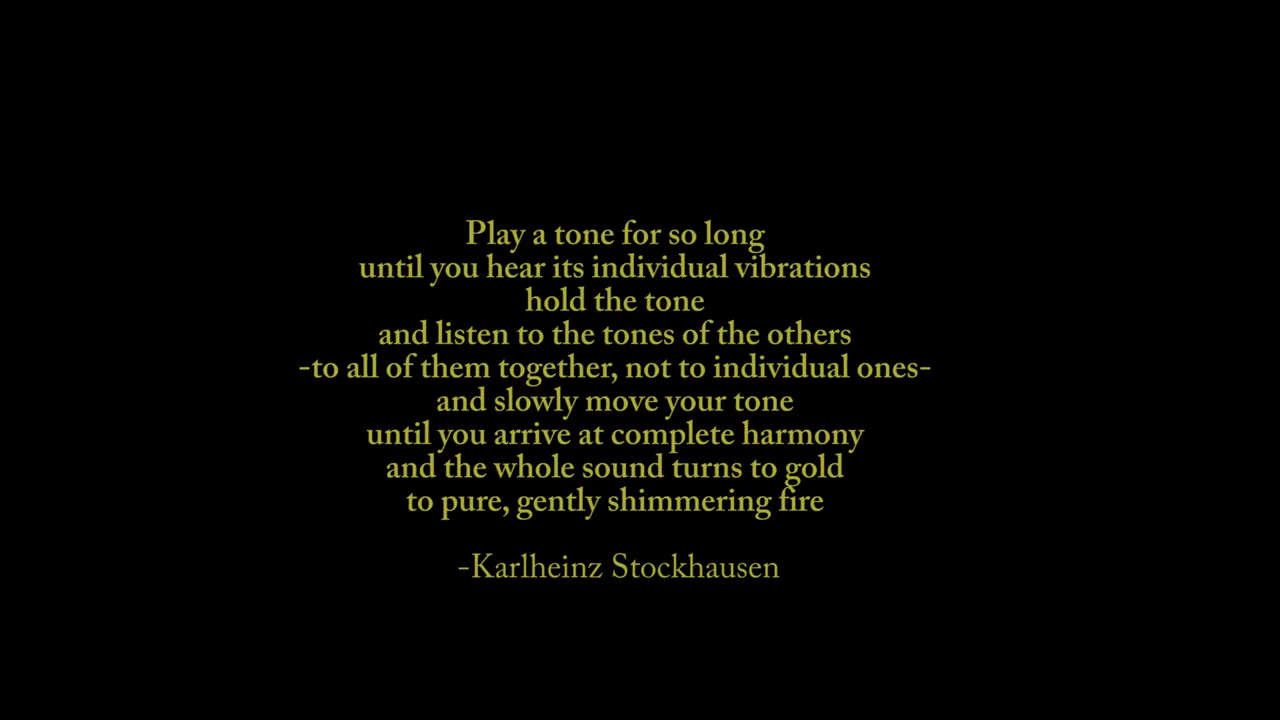 Play a tone for so long
until you hear its individual vibrations
hold the tone
and listen to the tones of the others
-to all of them together, not to individual ones-
and slowly move your tone
until you arrive at complete harmony
and the whole sound turns to gold
to pure, gently shimmering fire
-Karlheinz Stockhausen